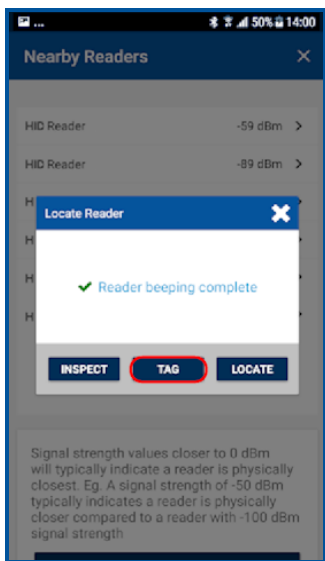 ... 50% 14:00
Nearby Readers
HID Reader -59 dBm
HID Reader -89 dBm
H
Locate Reader
H
H
Reader beeping complete
H
INSPECT TAG LOCATE
Signal strength values closer to 0 dBm
will typically indicate a reader is physically
closest. Eg. A signal strength of -50 dBm
typically indicates a reader is physically
closer compared to a reader with -100 dBm
signal strength